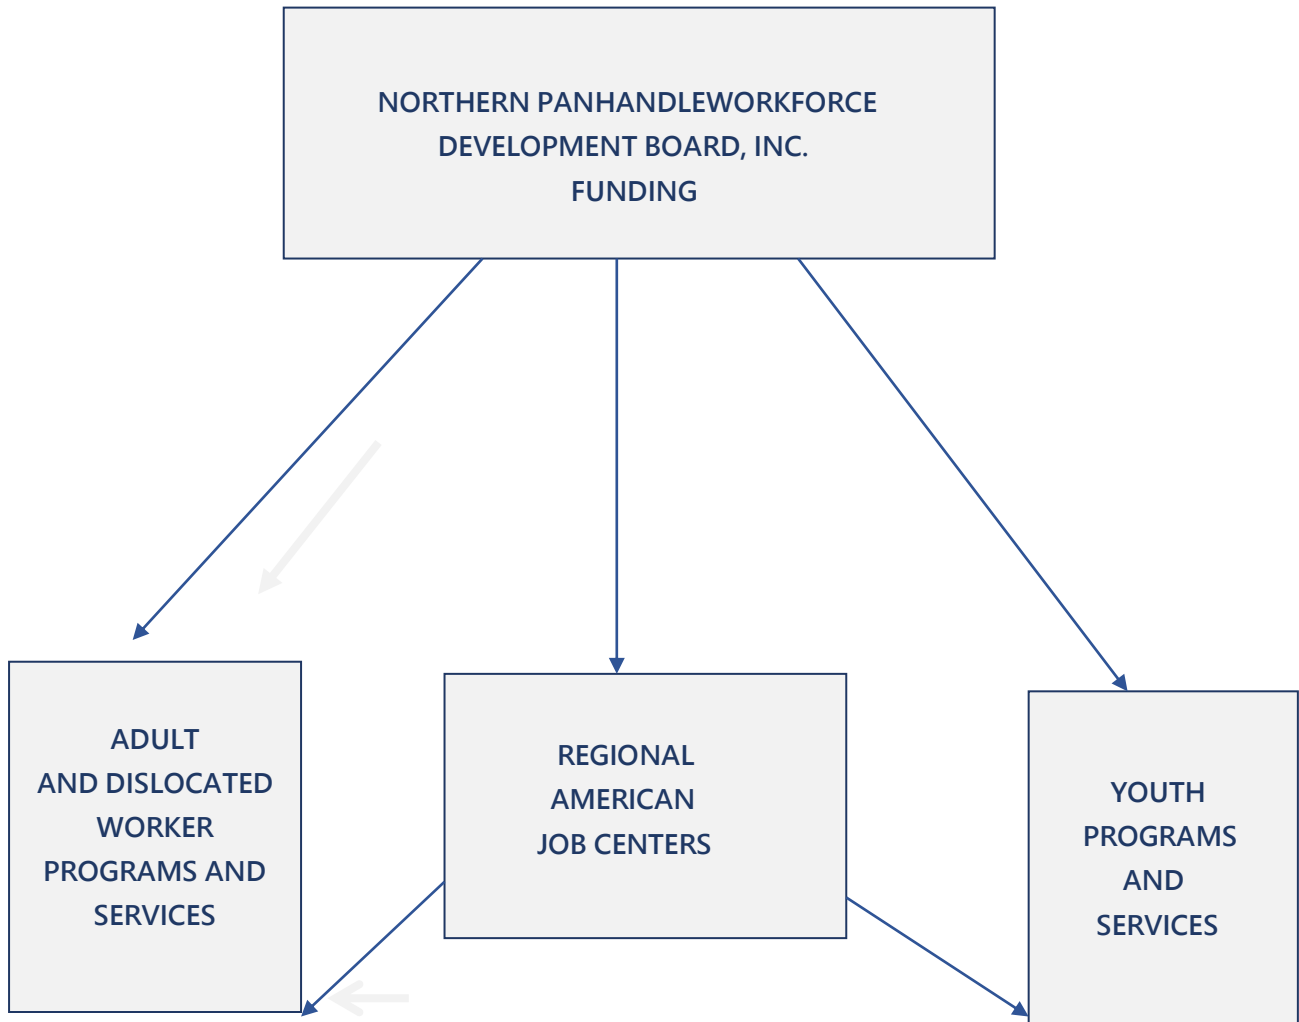 NORTHERN PANHANDLEWORKFORCE
DEVELOPMENT BOARD, INC.
FUNDING
ADULT
AND DISLOCATED
WORKER
PROGRAMS AND
SERVICES
REGIONAL
AMERICAN
JOB CENTERS
YOUTH
PROGRAMS
AND
SERVICES